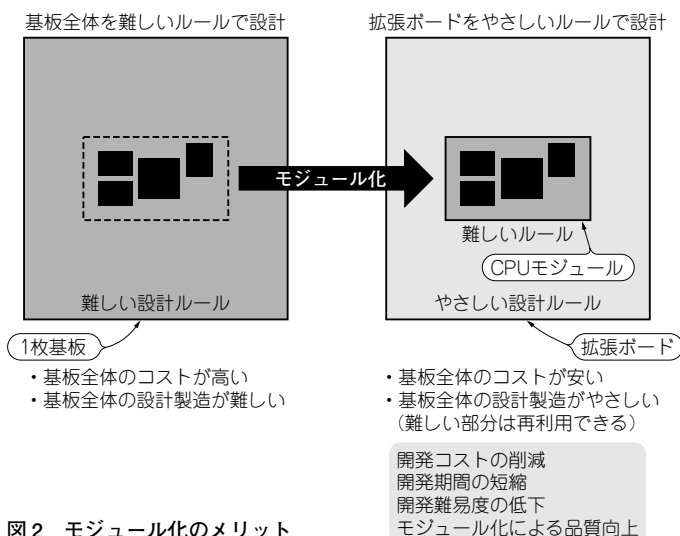 基板全体を難しいルールで設計
拡張ボードをやさしいルールで設計
モジュール化
難しいルール
CPUモジュール
難しい設計ルール
やさしい設計ルール
1枚基板
拡張ボード
・基板全体のコストが高い
・基板全体の設計製造が難しい
・基板全体のコストが安い
・基板全体の設計製造がやさしい
（難しい部分は再利用できる）
開発コストの削減
開発期間の短縮
開発難易度の低下
モジュール化による品質向上
図2　モジュール化のメリット